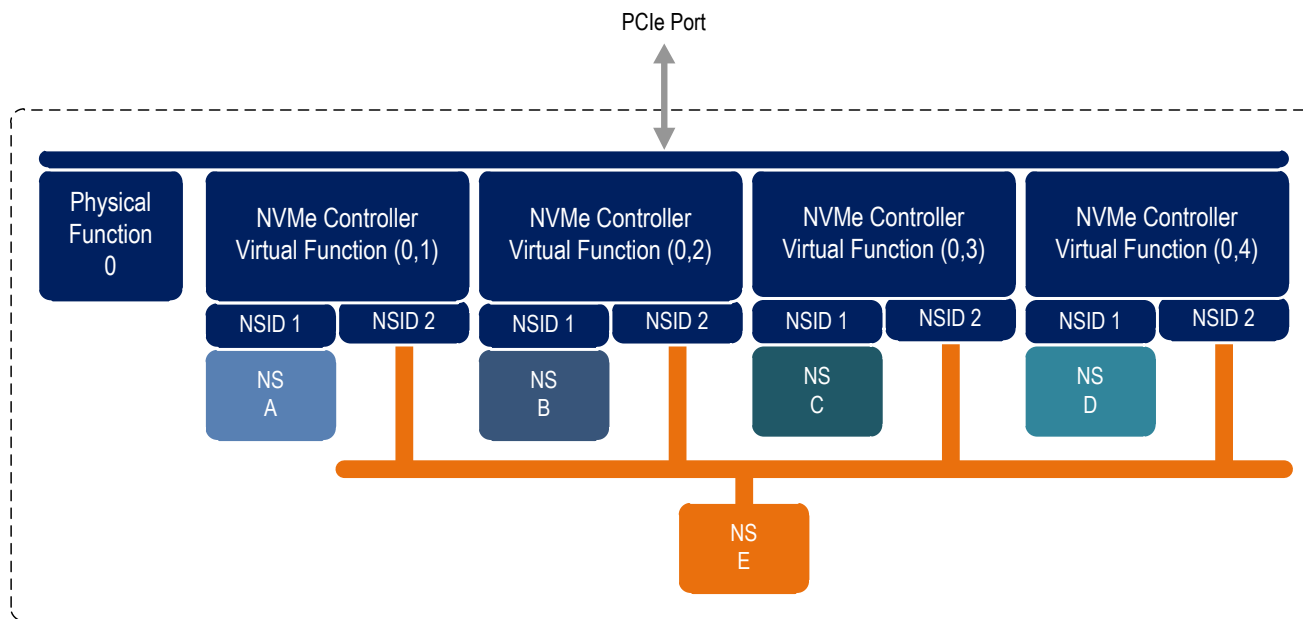 PCIe Port
Physical
Function
0
NVMe Controller
Virtual Function (0,1)
NVMe Controller
Virtual Function (0,2)
NVMe Controller
Virtual Function (0,3)
NVMe Controller
Virtual Function (0,4)
NSID 1
NSID 2
NSID 1
NSID 2
NSID 1
NSID 2
NSID 1
NSID 2
NS
A
NS
B
NS
C
NS
D
NS
E